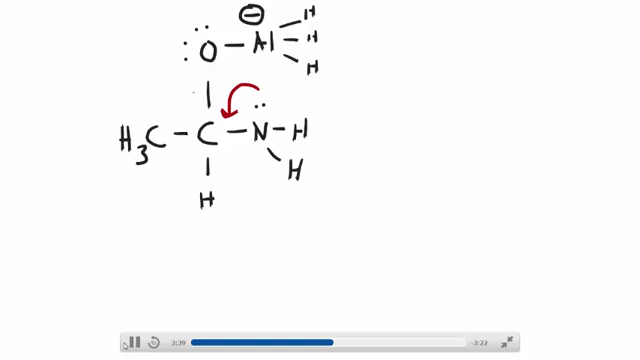 H
O – Al – H
H
H₃C – C – N – H
H
H
3:39
-3:22